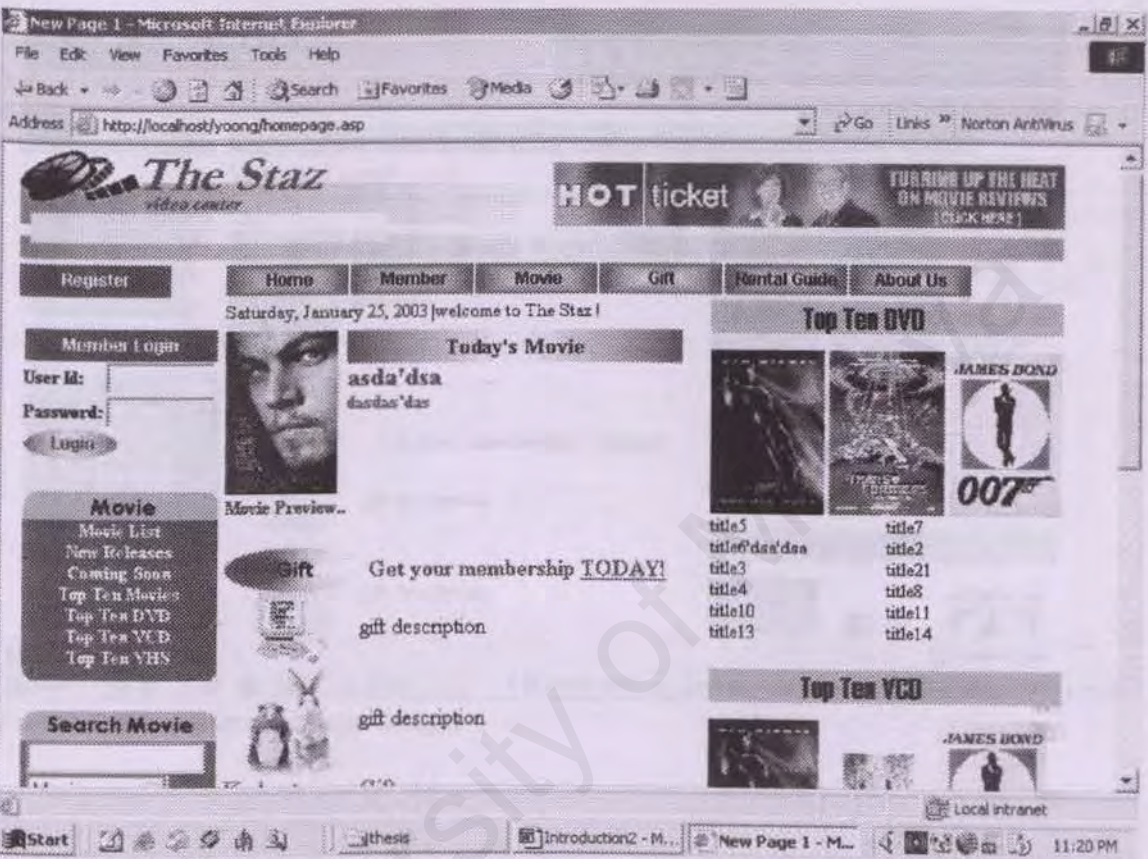 New Page 1 - Microsoft Internet Explorer
File Edit View Favorites Tools Help
Back Search Favorites Media
Address http://localhost/yoong/homepage.asp Go Links » Norton AntiVirus
The Staz
video center
HOT ticket
TURNING UP THE HEAT
ON MOVIE REVIEWS
[CLICK HERE]
Register
Home Member Movie Gift Rental Guide About Us
Saturday, January 25, 2003 |welcome to The Staz !
Member Login
User Id:
Password:
Login
Today's Movie
asda'dsa
dasdas'das
Movie Preview..
Top Ten DVD
JAMES BOND
007
title5 title7
title6'dsa'dsa title2
title3 title21
title4 title8
title10 title11
title13 title14
Movie
Movie List
New Releases
Coming Soon
Top Ten Movies
Top Ten DVD
Top Ten VCD
Top Ten VHS
Gift
Get your membership TODAY!
gift description
gift description
Top Ten VCD
JAMES BOND
Search Movie
Local intranet
Start thesis Introduction2 - M... New Page 1 - M... 11:20 PM